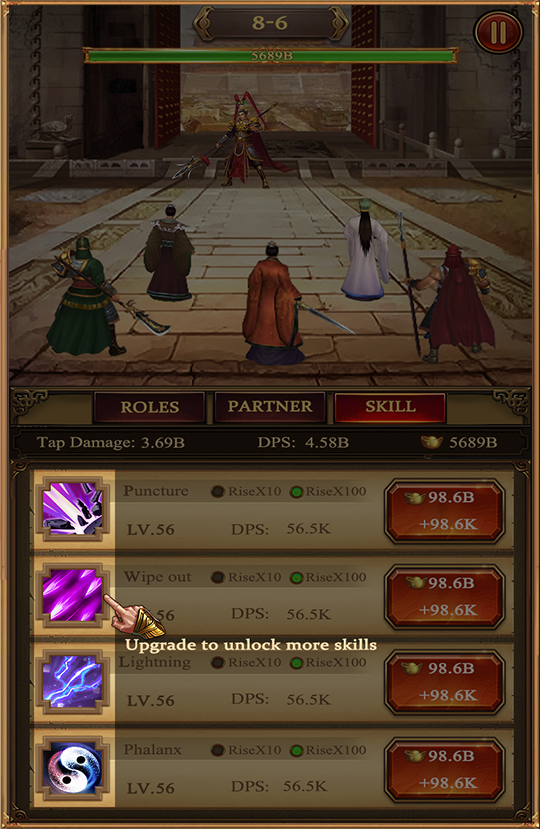 8-6
5689B
ROLES PARTNER SKILL
Tap Damage: 3.69B DPS: 4.58B 5689B
Puncture RiseX10 RiseX100 98.6B
LV.56 DPS: 56.5K +98.6K
Wipe out RiseX10 RiseX100 98.6B
56 DPS: 56.5K +98.6K
Upgrade to unlock more skills
Lightning RiseX10 RiseX100 98.6B
LV.56 DPS: 56.5K +98.6K
Phalanx RiseX10 RiseX100 98.6B
LV.56 DPS: 56.5K +98.6K